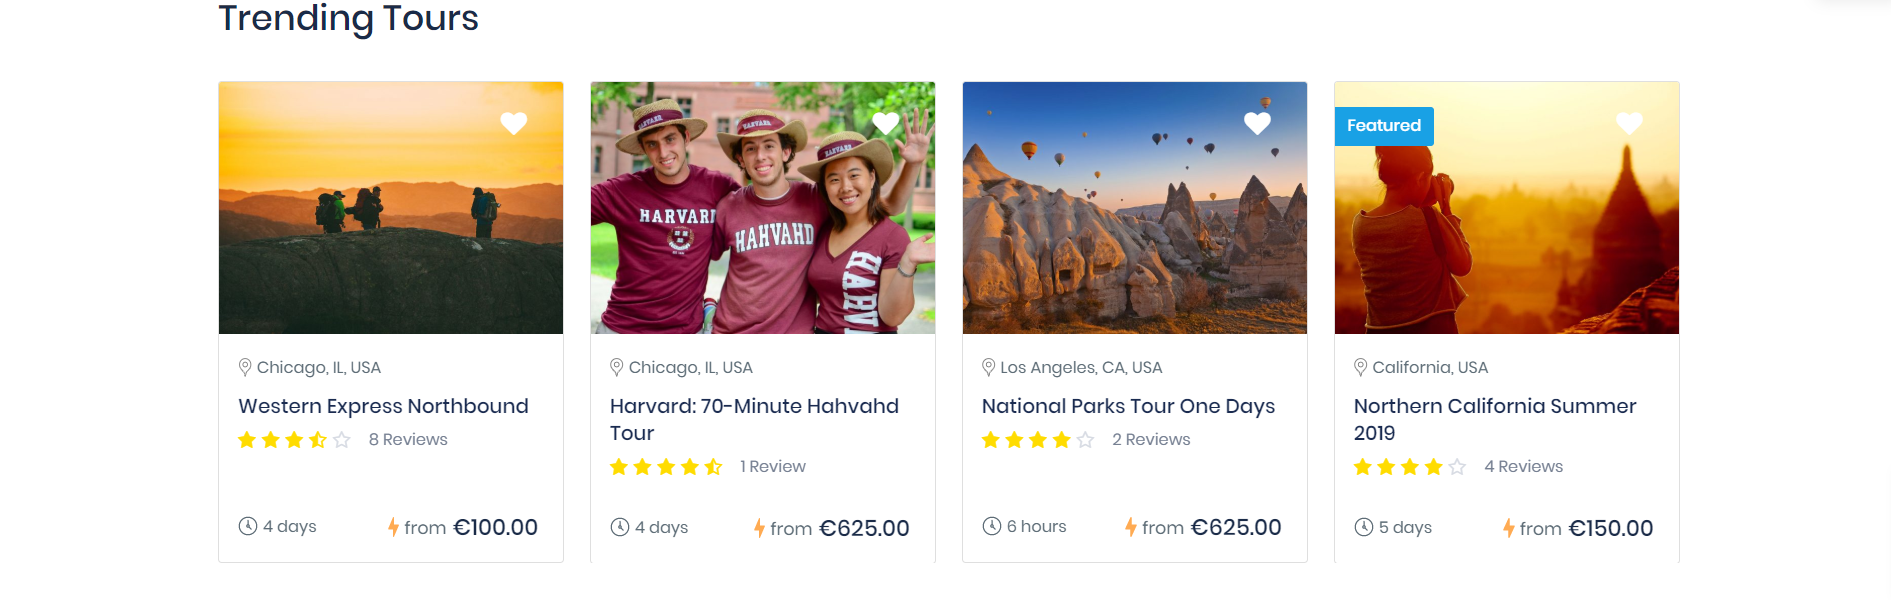 Trending Tours
HARVARD
HARVARD
HARVARD
HARVARD
HAHVAHD
HARV
Featured
Chicago, IL, USA
Western Express Northbound
8 Reviews
4 days
from €100.00
Chicago, IL, USA
Harvard: 70-Minute Hahvahd
Tour
1 Review
4 days
from €625.00
Los Angeles, CA, USA
National Parks Tour One Days
2 Reviews
6 hours
from €625.00
California, USA
Northern California Summer
2019
4 Reviews
5 days
from €150.00